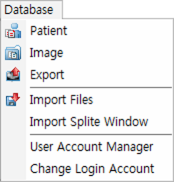 Database
Patient
Image
Export
Import Files
Import Splite Window
User Account Manager
Change Login Account